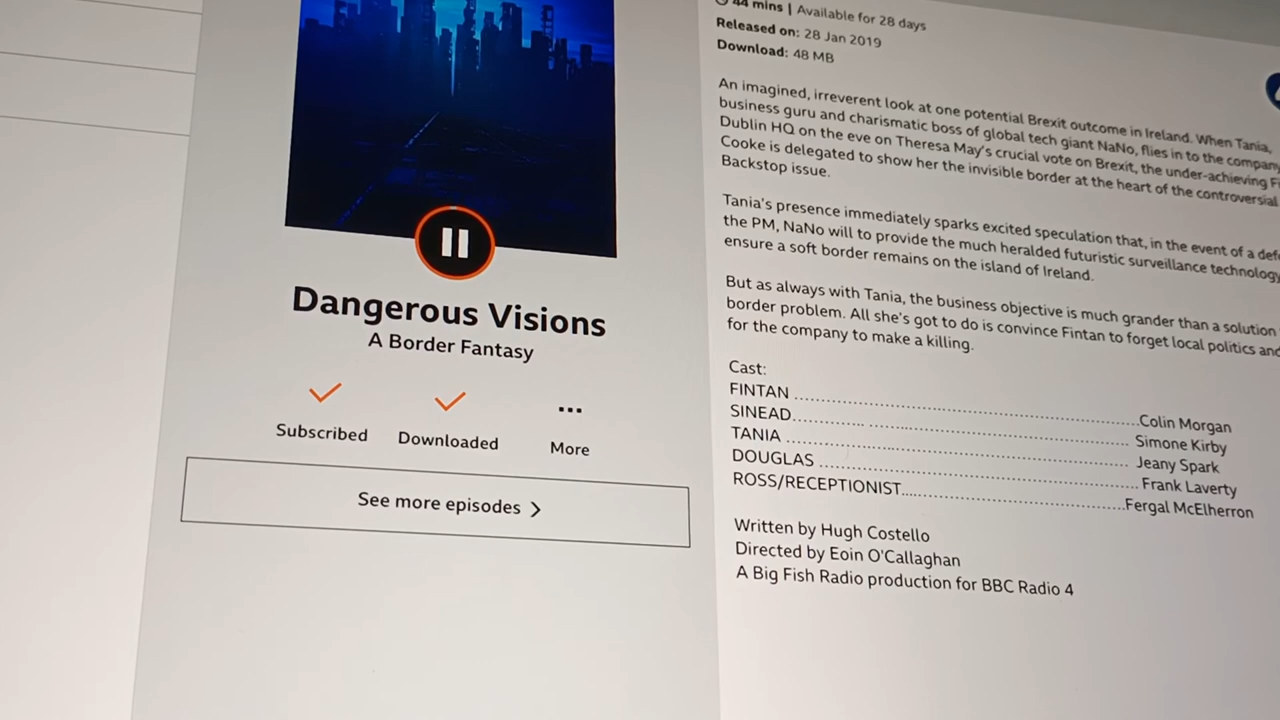 Dangerous Visions
A Border Fantasy
Subscribed
Downloaded
... More
See more episodes >
44 mins | Available for 28 days
Released on: 28 Jan 2019
Download: 48 MB
An imagined, irreverent look at one potential Brexit outcome in Ireland. When Tania,
business guru and charismatic boss of global tech giant NaNo, flies in to the company
Dublin HQ on the eve on Theresa May's crucial vote on Brexit, the under-achieving
Cooke is delegated to show her the invisible border at the heart of the controversial
Backstop issue.
Tania's presence immediately sparks excited speculation that, in the event of a
the PM, NaNo will to provide the much heralded futuristic surveillance technology
ensure a soft border remains on the island of Ireland.
But as always with Tania, the business objective is much grander than a solution
border problem. All she's got to do is convince Fintan to forget local politics and
for the company to make a killing.
Cast:
FINTAN ........................................Colin Morgan
SINEAD........................................ Simone Kirby
TANIA ........................................ Jeany Spark
DOUGLAS ........................................ Frank Laverty
ROSS/RECEPTIONIST........................................Fergal McElherron
Written by Hugh Costello
Directed by Eoin O'Callaghan
A Big Fish Radio production for BBC Radio 4